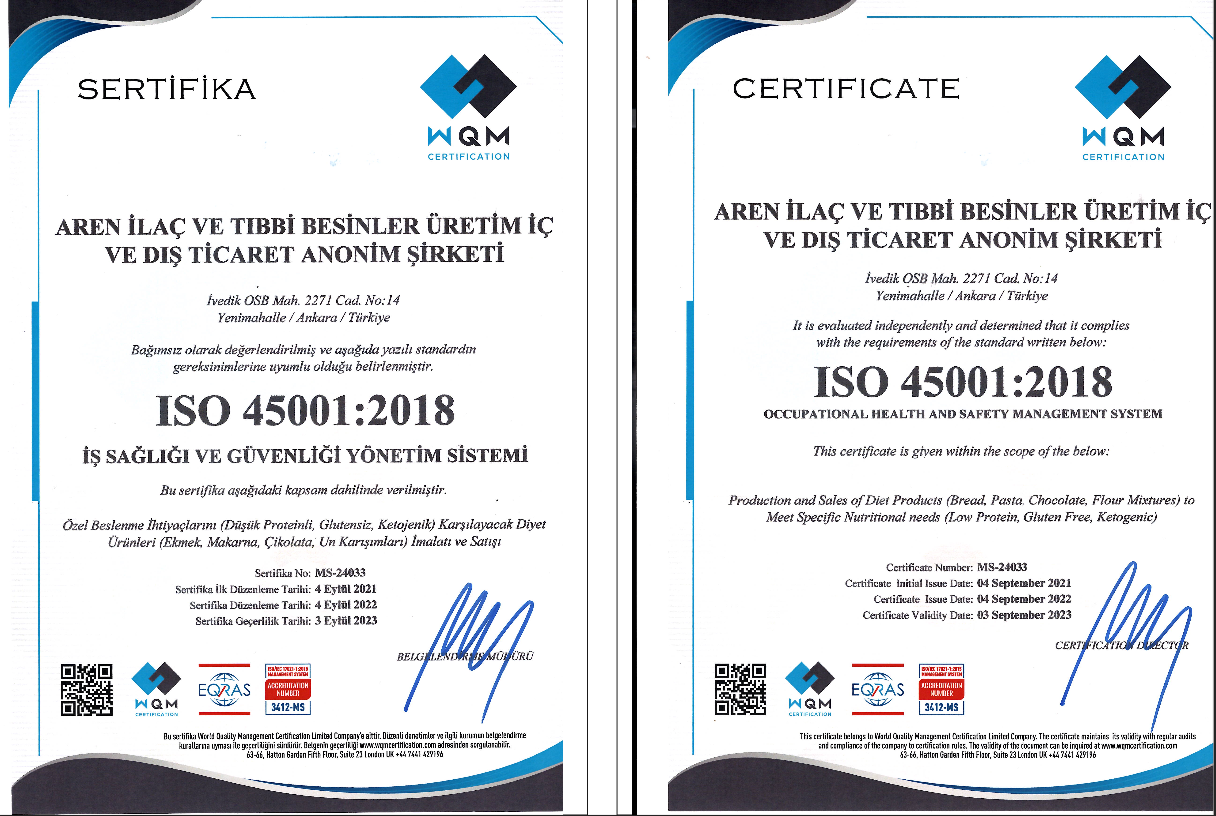 SERTİFİKA
WQM
CERTIFICATION
AREN İLAÇ VE TIBBİ BESİNLER ÜRETİM İÇ
VE DIŞ TİCARET ANONİM ŞİRKETİ
İvedik OSB Mah. 2271 Cad. No:14
Yenimahalle / Ankara / Türkiye
Bağımsız olarak değerlendirilmiş ve aşağıda yazılı standardın
gereksinimlerine uyumlu olduğu belirlenmiştir.
ISO 45001:2018
İŞ SAĞLIĞI VE GÜVENLİĞİ YÖNETİM SİSTEMİ
Bu sertifika aşağıdaki kapsam dahilinde verilmiştir.
Özel Beslenme İhtiyaçlarını (Düşük Proteinli, Glutensiz, Ketojenik) Karşılayacak Diyet
Ürünleri (Ekmek, Makarna, Çikolata, Un Karışımları) İmalatı ve Satışı
Sertifika No: MS-24033
Sertifika İlk Düzenleme Tarihi: 4 Eylül 2021
Sertifika Düzenleme Tarihi: 4 Eylül 2022
Sertifika Geçerlilik Tarihi: 3 Eylül 2023
BELGELENDİRME MÜDÜRÜ
WQM
CERTIFICATION
EQRAS
ISO/IEC 17021-1:2015
MANAGEMENT SYSTEM
ACCREDITATION
NUMBER
3412-MS
Bu sertifika World Quality Management Certification Limited Company'e aittir. Düzenli denetimler ve ilgili kurumun belgelendirme
kurallarına uyması ile geçerliliğini sürdürür. Belgenin geçerliliği www.wqmcertification.com adresinden sorgulanabilir.
63-66, Hatton Garden Fifth Floor, Suite 23 London UK +44 7441 429196
CERTIFICATE
WQM
CERTIFICATION
AREN İLAÇ VE TIBBİ BESİNLER ÜRETİM İÇ
VE DIŞ TİCARET ANONİM ŞİRKETİ
İvedik OSB Mah. 2271 Cad. No:14
Yenimahalle / Ankara / Türkiye
It is evaluated independently and determined that it complies
with the requirements of the standard written below:
ISO 45001:2018
OCCUPATIONAL HEALTH AND SAFETY MANAGEMENT SYSTEM
This certificate is given within the scope of the below:
Production and Sales of Diet Products (Bread, Pasta, Chocolate, Flour Mixtures) to
Meet Specific Nutritional needs (Low Protein, Gluten Free, Ketogenic)
Certificate Number: MS-24033
Certificate Initial Issue Date: 04 September 2021
Certificate Issue Date: 04 September 2022
Certificate Validity Date: 03 September 2023
CERTIFICATION DIRECTOR
WQM
CERTIFICATION
EQRAS
ISO/IEC 17021-1:2015
MANAGEMENT SYSTEM
ACCREDITATION
NUMBER
3412-MS
This certificate belongs to World Quality Management Certification Limited Company. The certificate maintains its validity with regular audits
and compliance of the company to certification rules. The validity of the document can be inquired at www.wqmcertification.com
63-66, Hatton Garden Fifth Floor, Suite 23 London UK +44 7441 429196